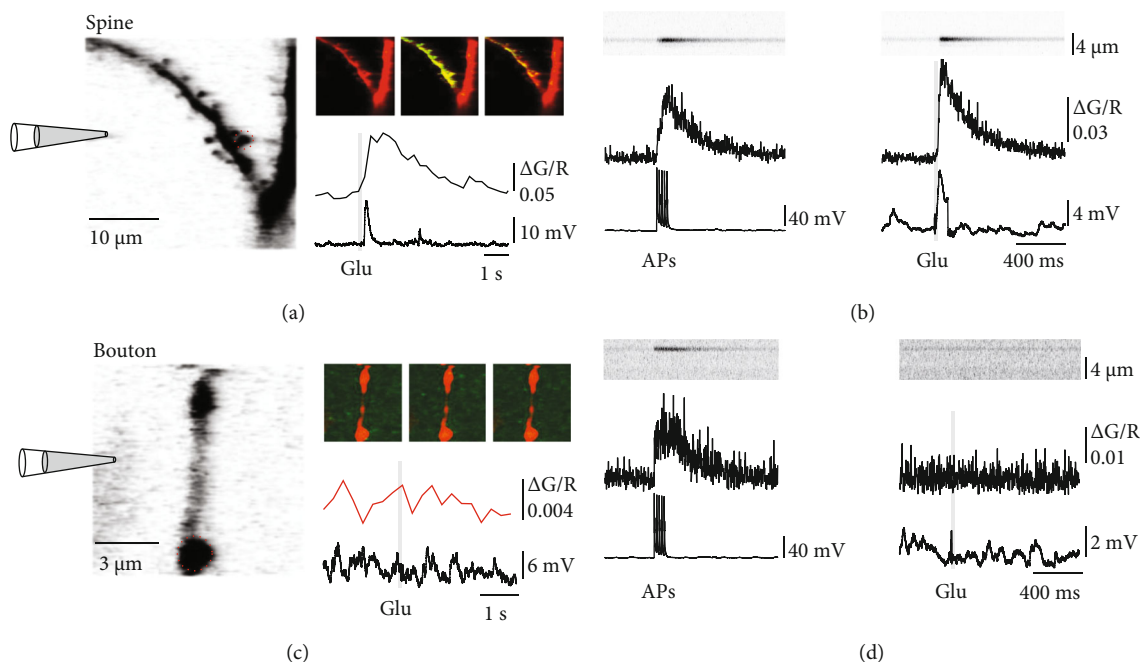 Spine
10 μm
ΔG/R
0.05
10 mV
Glu
1 s
(a)
4 μm
ΔG/R
0.03
40 mV
4 mV
APs
Glu
400 ms
(b)
Bouton
3 μm
ΔG/R
0.004
6 mV
Glu
1 s
(c)
4 μm
ΔG/R
0.01
40 mV
2 mV
APs
Glu
400 ms
(d)